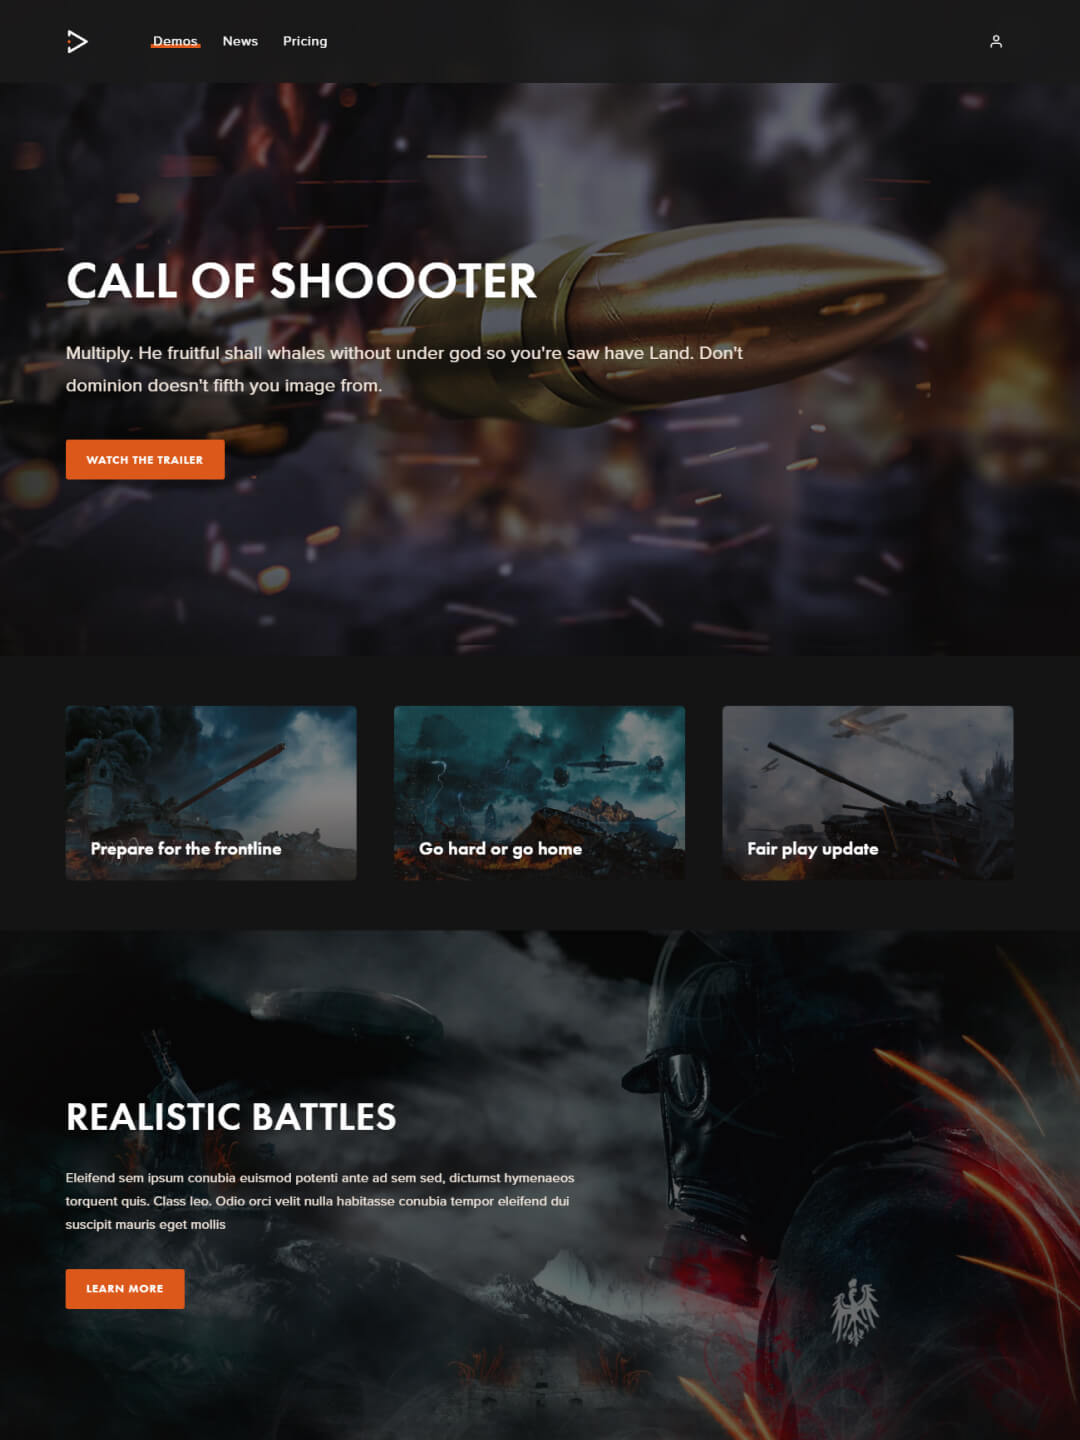 Demos News Pricing
CALL OF SHOOOTER
Multiply. He fruitful shall whales without under god so you're saw have Land. Don't
dominion doesn't fifth you image from.
WATCH THE TRAILER
Prepare for the frontline
Go hard or go home
Fair play update
REALISTIC BATTLES
Eleifend sem ipsum conubia euismod potenti ante ad sem sed, dictumst hymenaeos
torquent quis. Class leo. Odio orci velit nulla habitasse conubia tempor eleifend dui
suscipit mauris eget mollis
LEARN MORE